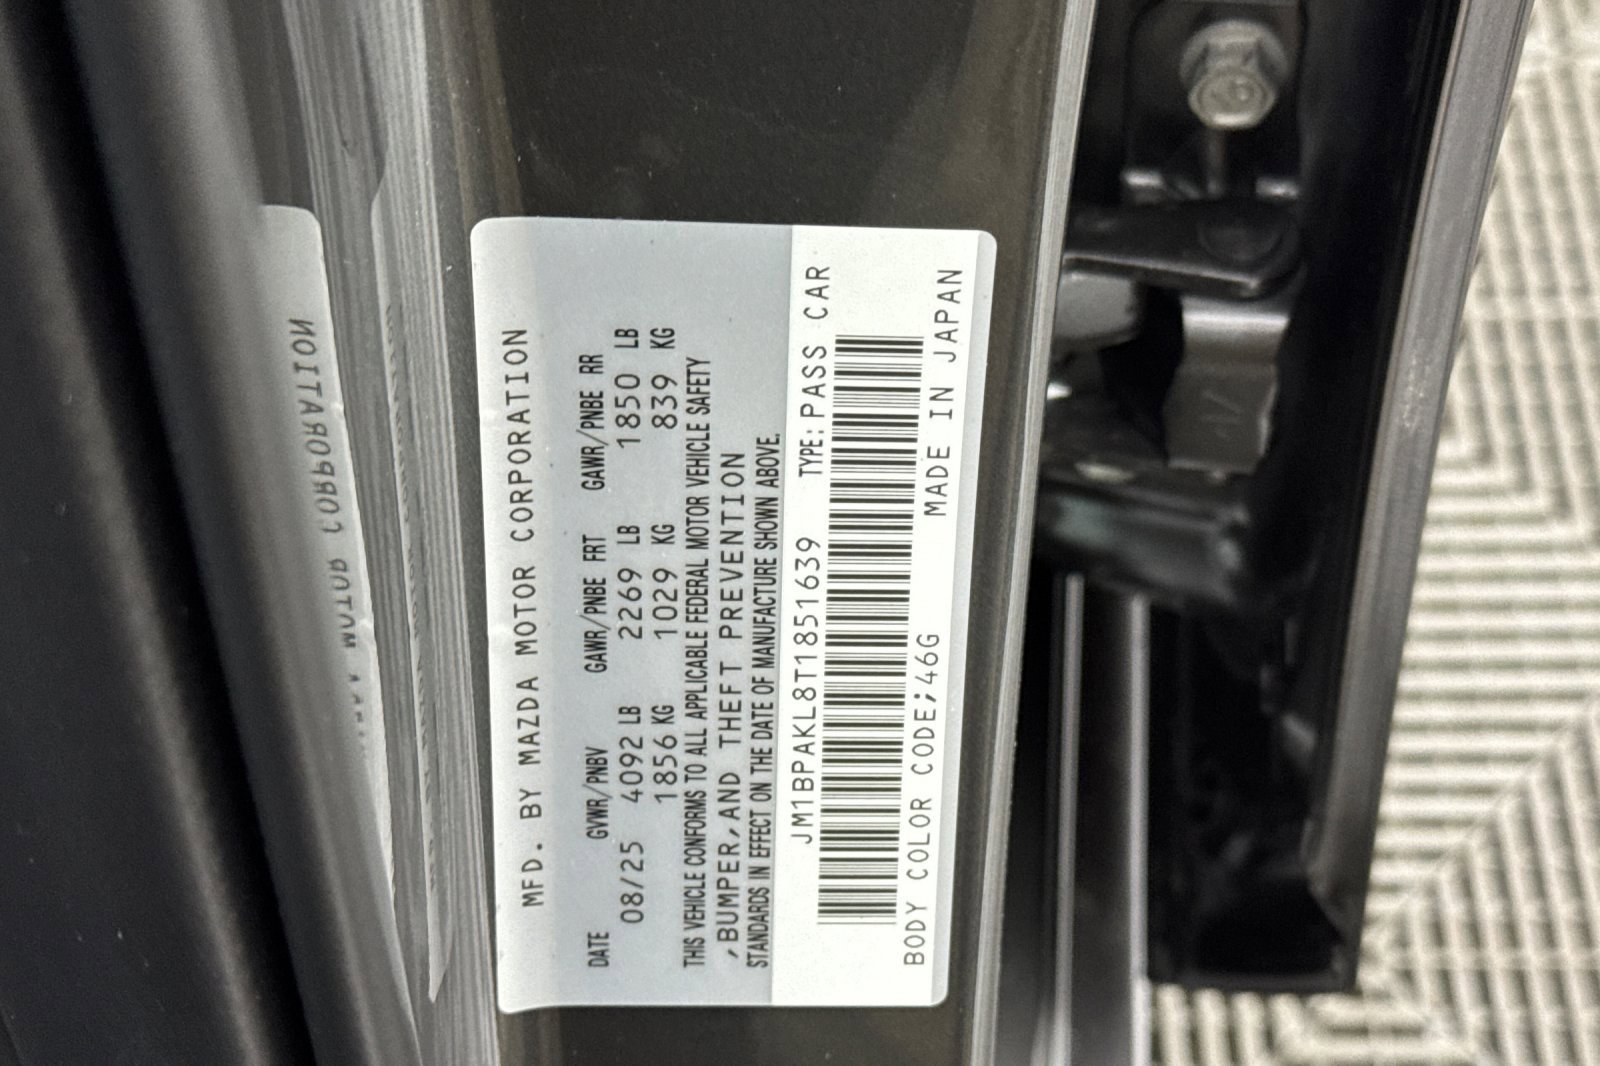 MFD. BY MAZDA MOTOR CORPORATION
DATE GVWR/PNBV GAWR/PNBE FRT GAWR/PNBE RR
08/25 4092 LB 2269 LB 1850 LB
1856 KG 1029 KG 839 KG
THIS VEHICLE CONFORMS TO ALL APPLICABLE FEDERAL MOTOR VEHICLE SAFETY
,BUMPER,AND THEFT PREVENTION
STANDARDS IN EFFECT ON THE DATE OF MANUFACTURE SHOWN ABOVE.
JM1BPAKL8T1851639 TYPE:PASS CAR
BODY COLOR CODE;46G MADE IN JAPAN
MOTOR CORPORATION